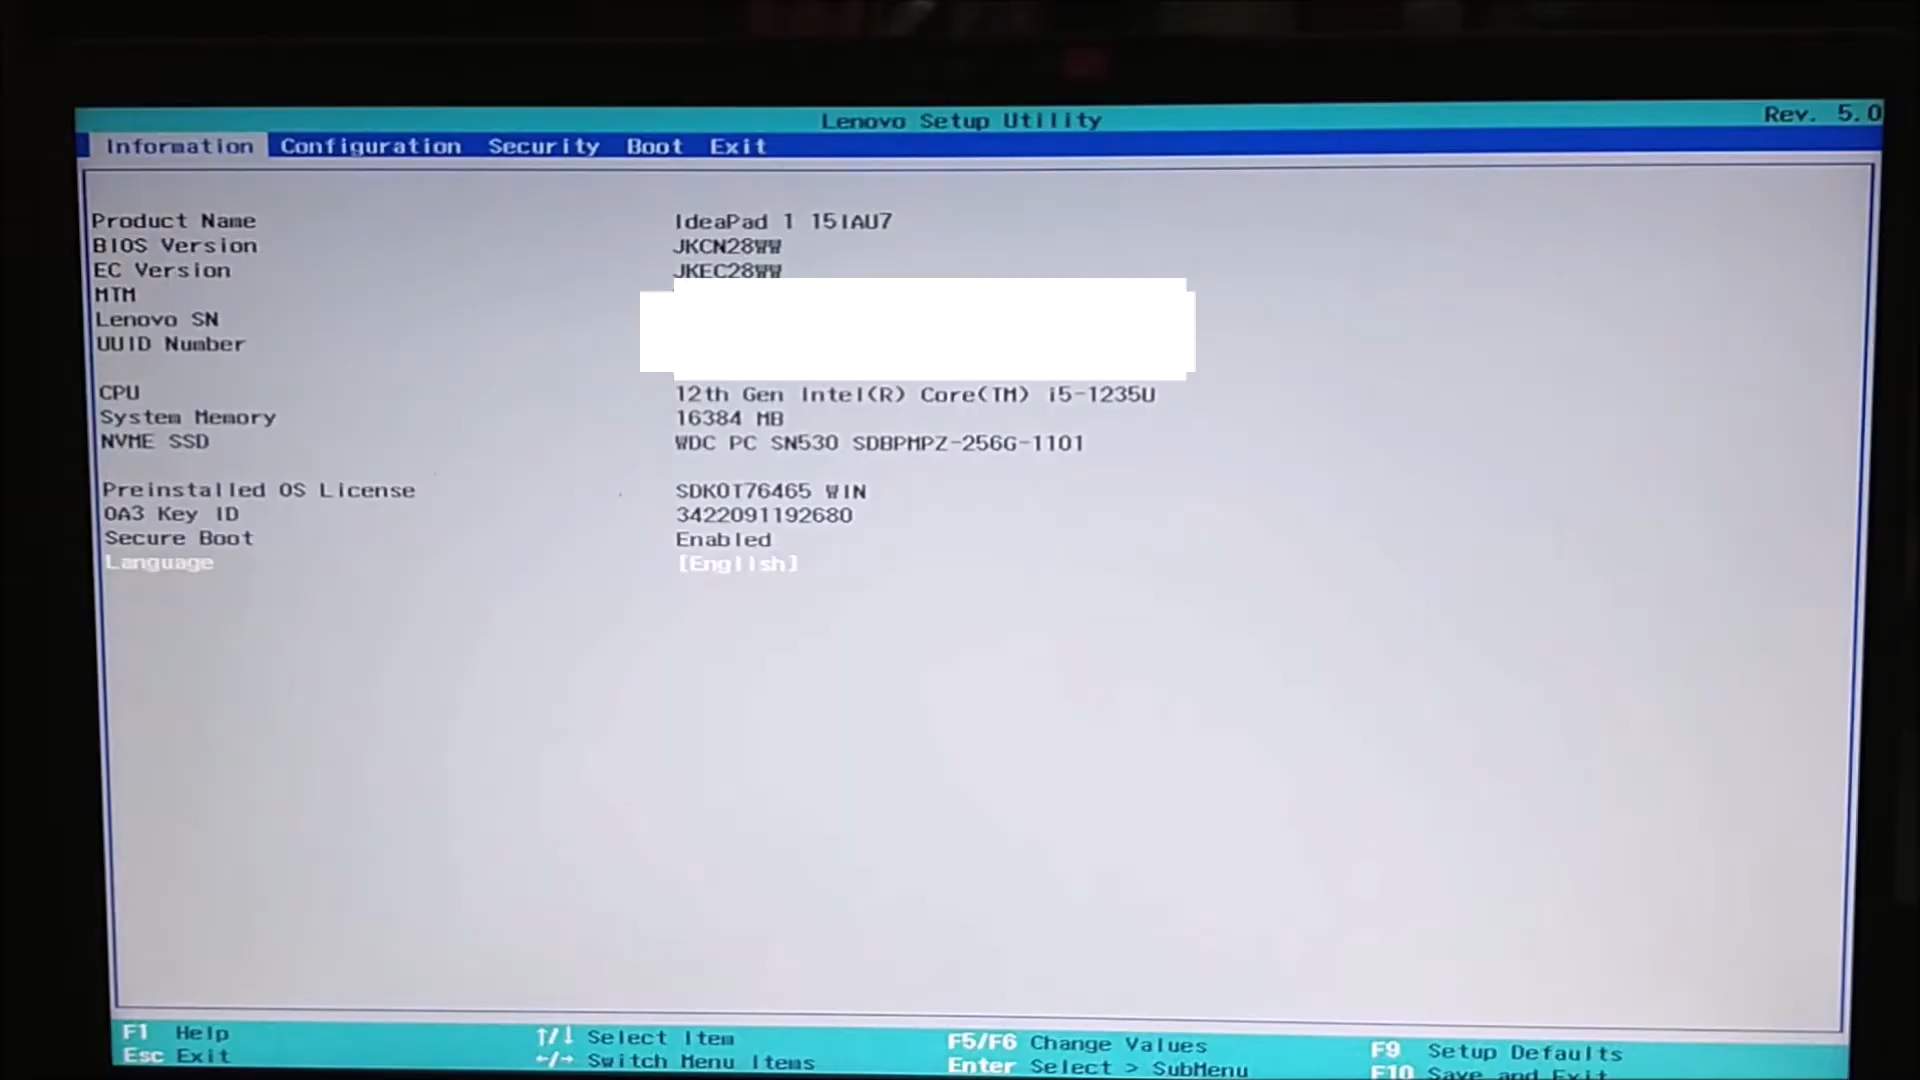 Lenovo Setup Utility
Rev. 5.0
Information Configuration Security Boot Exit
Product Name IdeaPad 1 15IAU7
BIOS Version JKCN28WW
EC Version JKEC28WW
MTM
Lenovo SN
UUID Number
CPU 12th Gen Intel(R) Core(TM) i5-1235U
System Memory 16384 MB
NVME SSD WDC PC SN530 SDBPMPZ-256G-1101
Preinstalled OS License SDK0T76465 WIN
OA3 Key ID 3422091192680
Secure Boot Enabled
Language [English]
F1 Help ↑/↓ Select Item F5/F6 Change Values F9 Setup Defaults
Esc Exit ←/→ Switch Menu Items Enter Select > SubMenu F10 Save and Exit